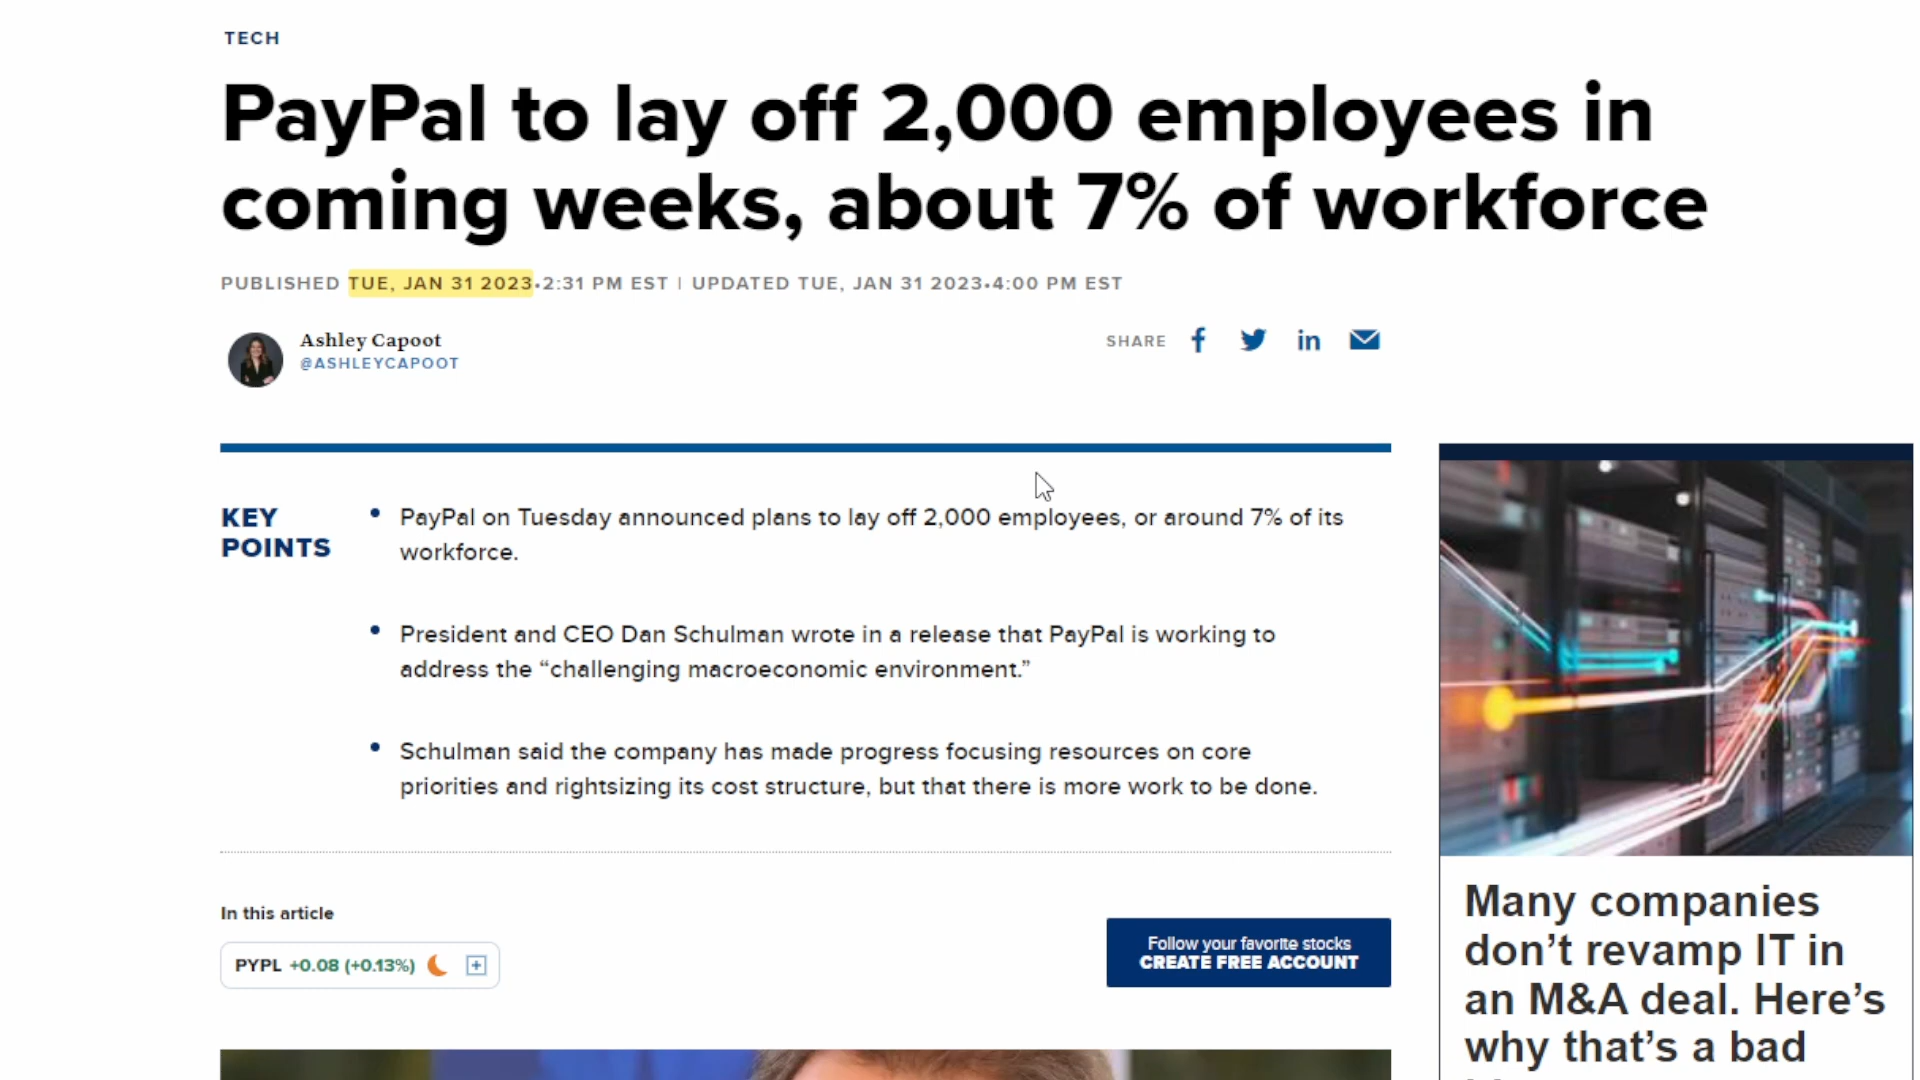 TECH
PayPal to lay off 2,000 employees in
coming weeks, about 7% of workforce
PUBLISHED TUE, JAN 31 2023•2:31 PM EST | UPDATED TUE, JAN 31 2023•4:00 PM EST
Ashley Capoot
@ASHLEYCAPOOT
SHARE
KEY
POINTS
• PayPal on Tuesday announced plans to lay off 2,000 employees, or around 7% of its
workforce.
• President and CEO Dan Schulman wrote in a release that PayPal is working to
address the “challenging macroeconomic environment.”
• Schulman said the company has made progress focusing resources on core
priorities and rightsizing its cost structure, but that there is more work to be done.
In this article
PYPL +0.08 (+0.13%)
Follow your favorite stocks
CREATE FREE ACCOUNT
Many companies
don’t revamp IT in
an M&A deal. Here’s
why that’s a bad